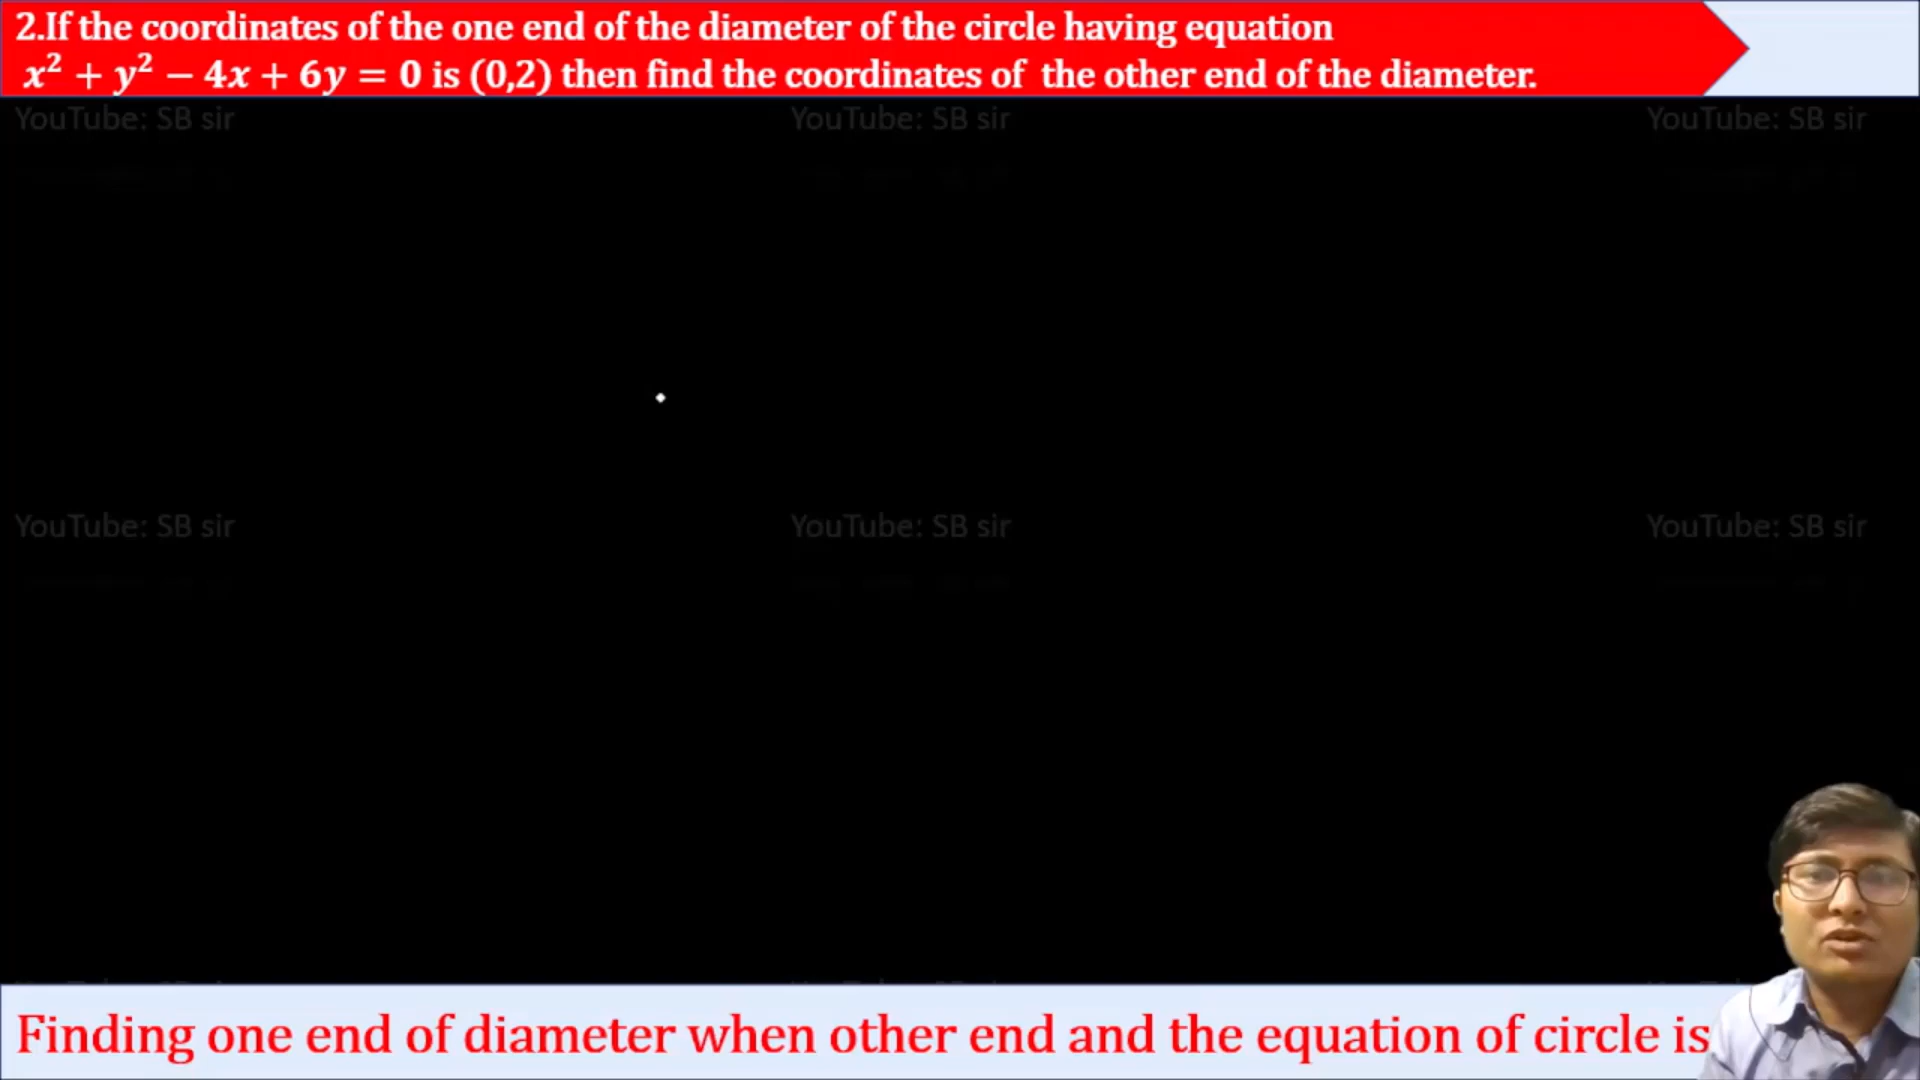 2.If the coordinates of the one end of the diameter of the circle having equation
x² + y² − 4x + 6y = 0 is (0,2) then find the coordinates of the other end of the diameter.
YouTube: SB sir YouTube: SB sir YouTube: SB sir
YouTube: SB sir YouTube: SB sir YouTube: SB sir
Finding one end of diameter when other end and the equation of circle is